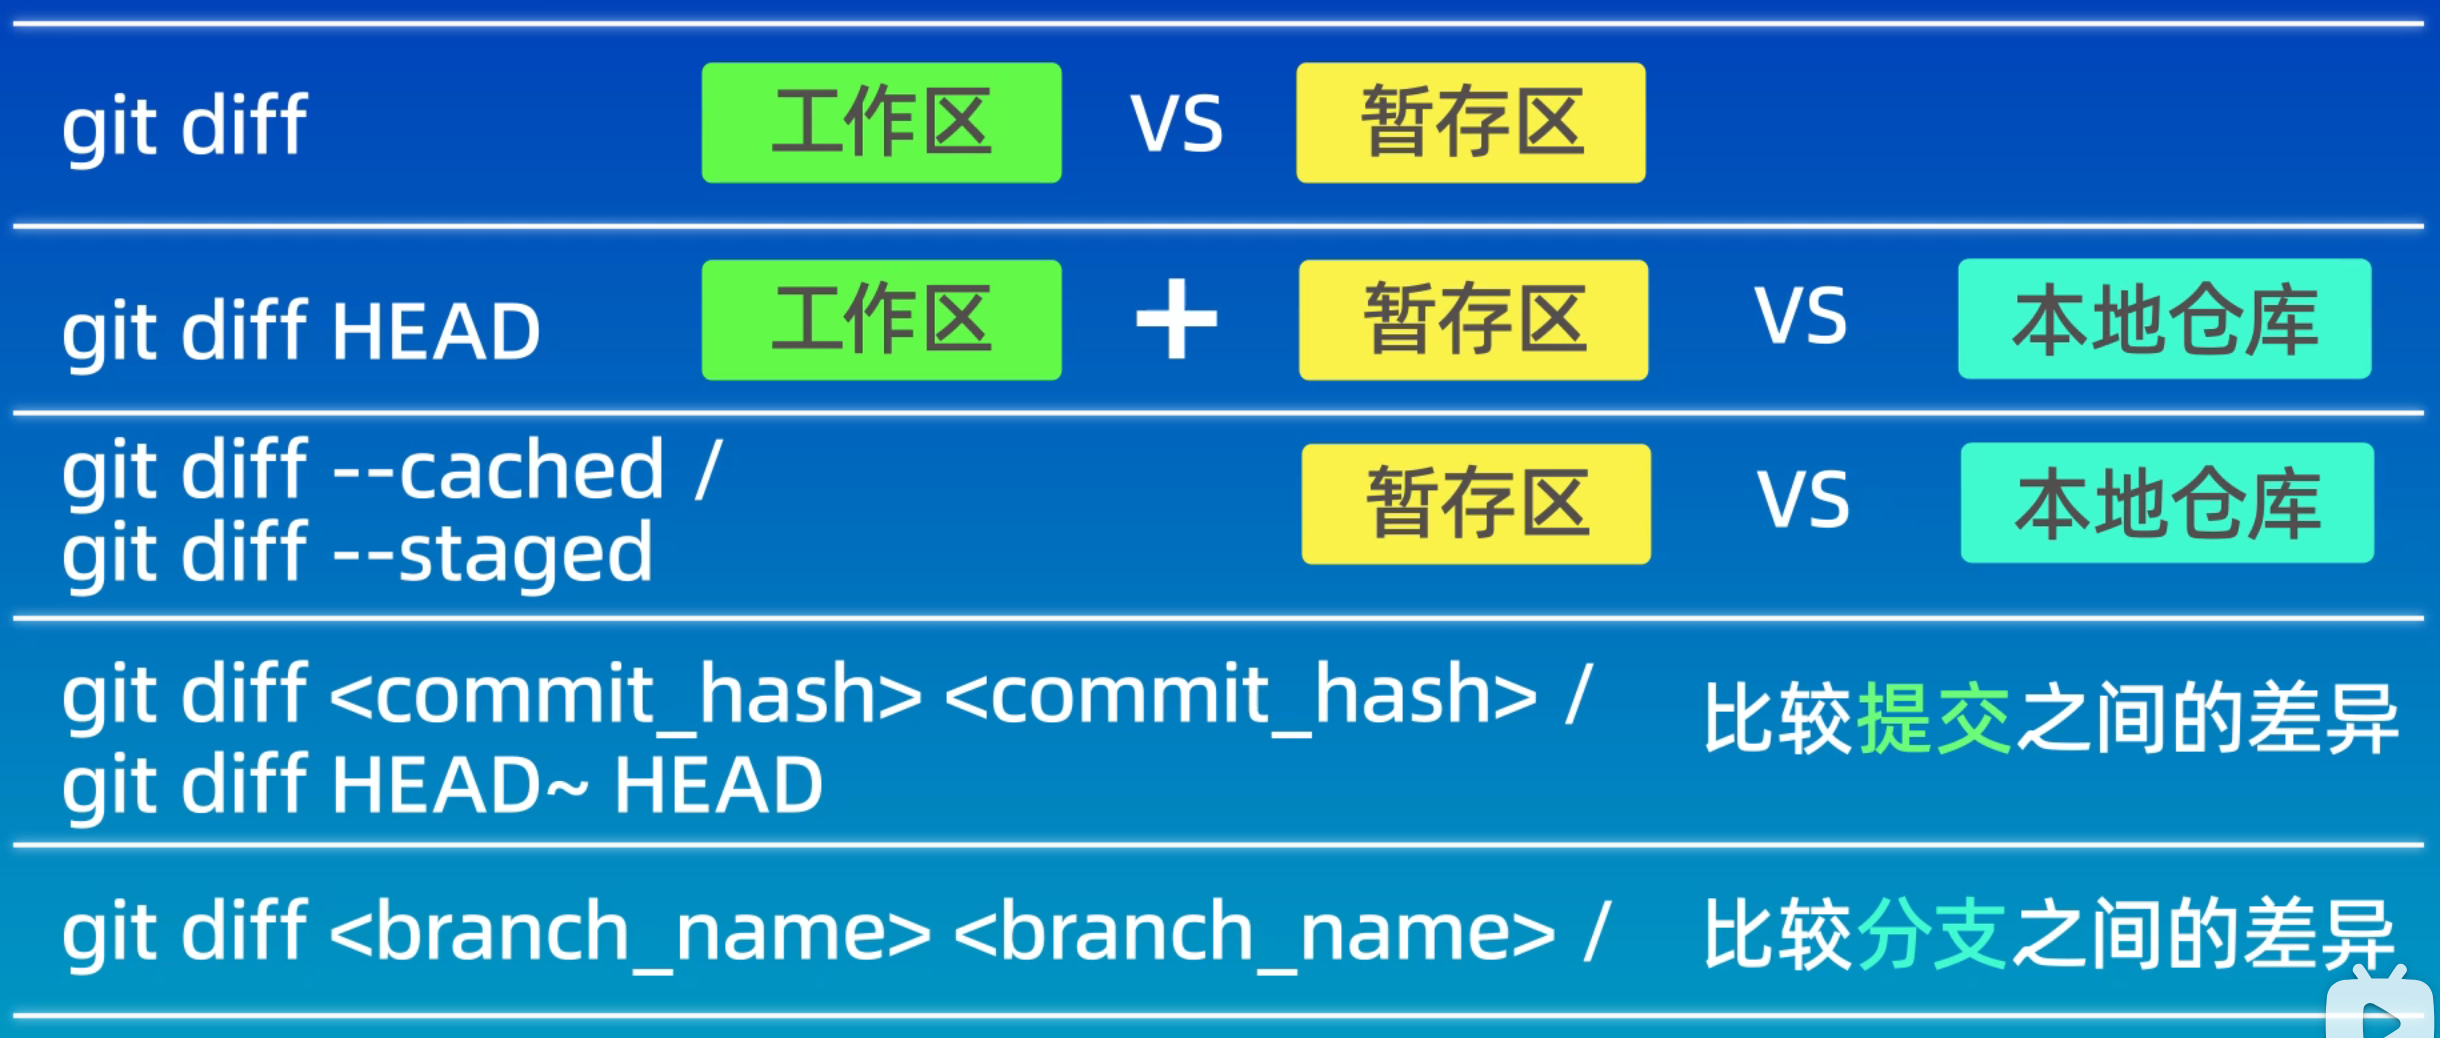 git diff 工作区 VS 暂存区
git diff HEAD 工作区 + 暂存区 VS 本地仓库
git diff --cached /
git diff --staged 暂存区 VS 本地仓库
git diff <commit_hash> <commit_hash> / 比较提交之间的差异
git diff HEAD~ HEAD
git diff <branch_name> <branch_name> / 比较分支之间的差异